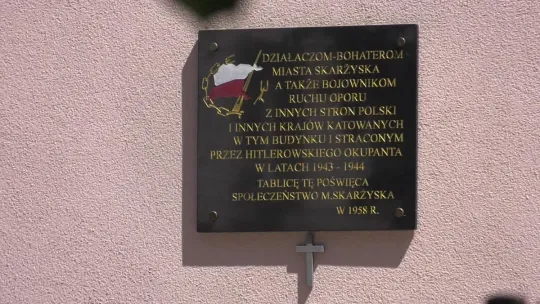 DZIAŁACZOM-BOHATEROM
MIASTA SKARŻYSKA
A TAKŻE BOJOWNIKOM
RUCHU OPORU
Z INNYCH STRON POLSKI
I INNYCH KRAJÓW KATOWANYCH
W TYM BUDYNKU I STRACONYM
PRZEZ HITLEROWSKIEGO OKUPANTA
W LATACH 1943 - 1944
TABLICĘ TĘ POŚWIĘCA
SPOŁECZEŃSTWO M.SKARŻYSKA
W 1958 R.